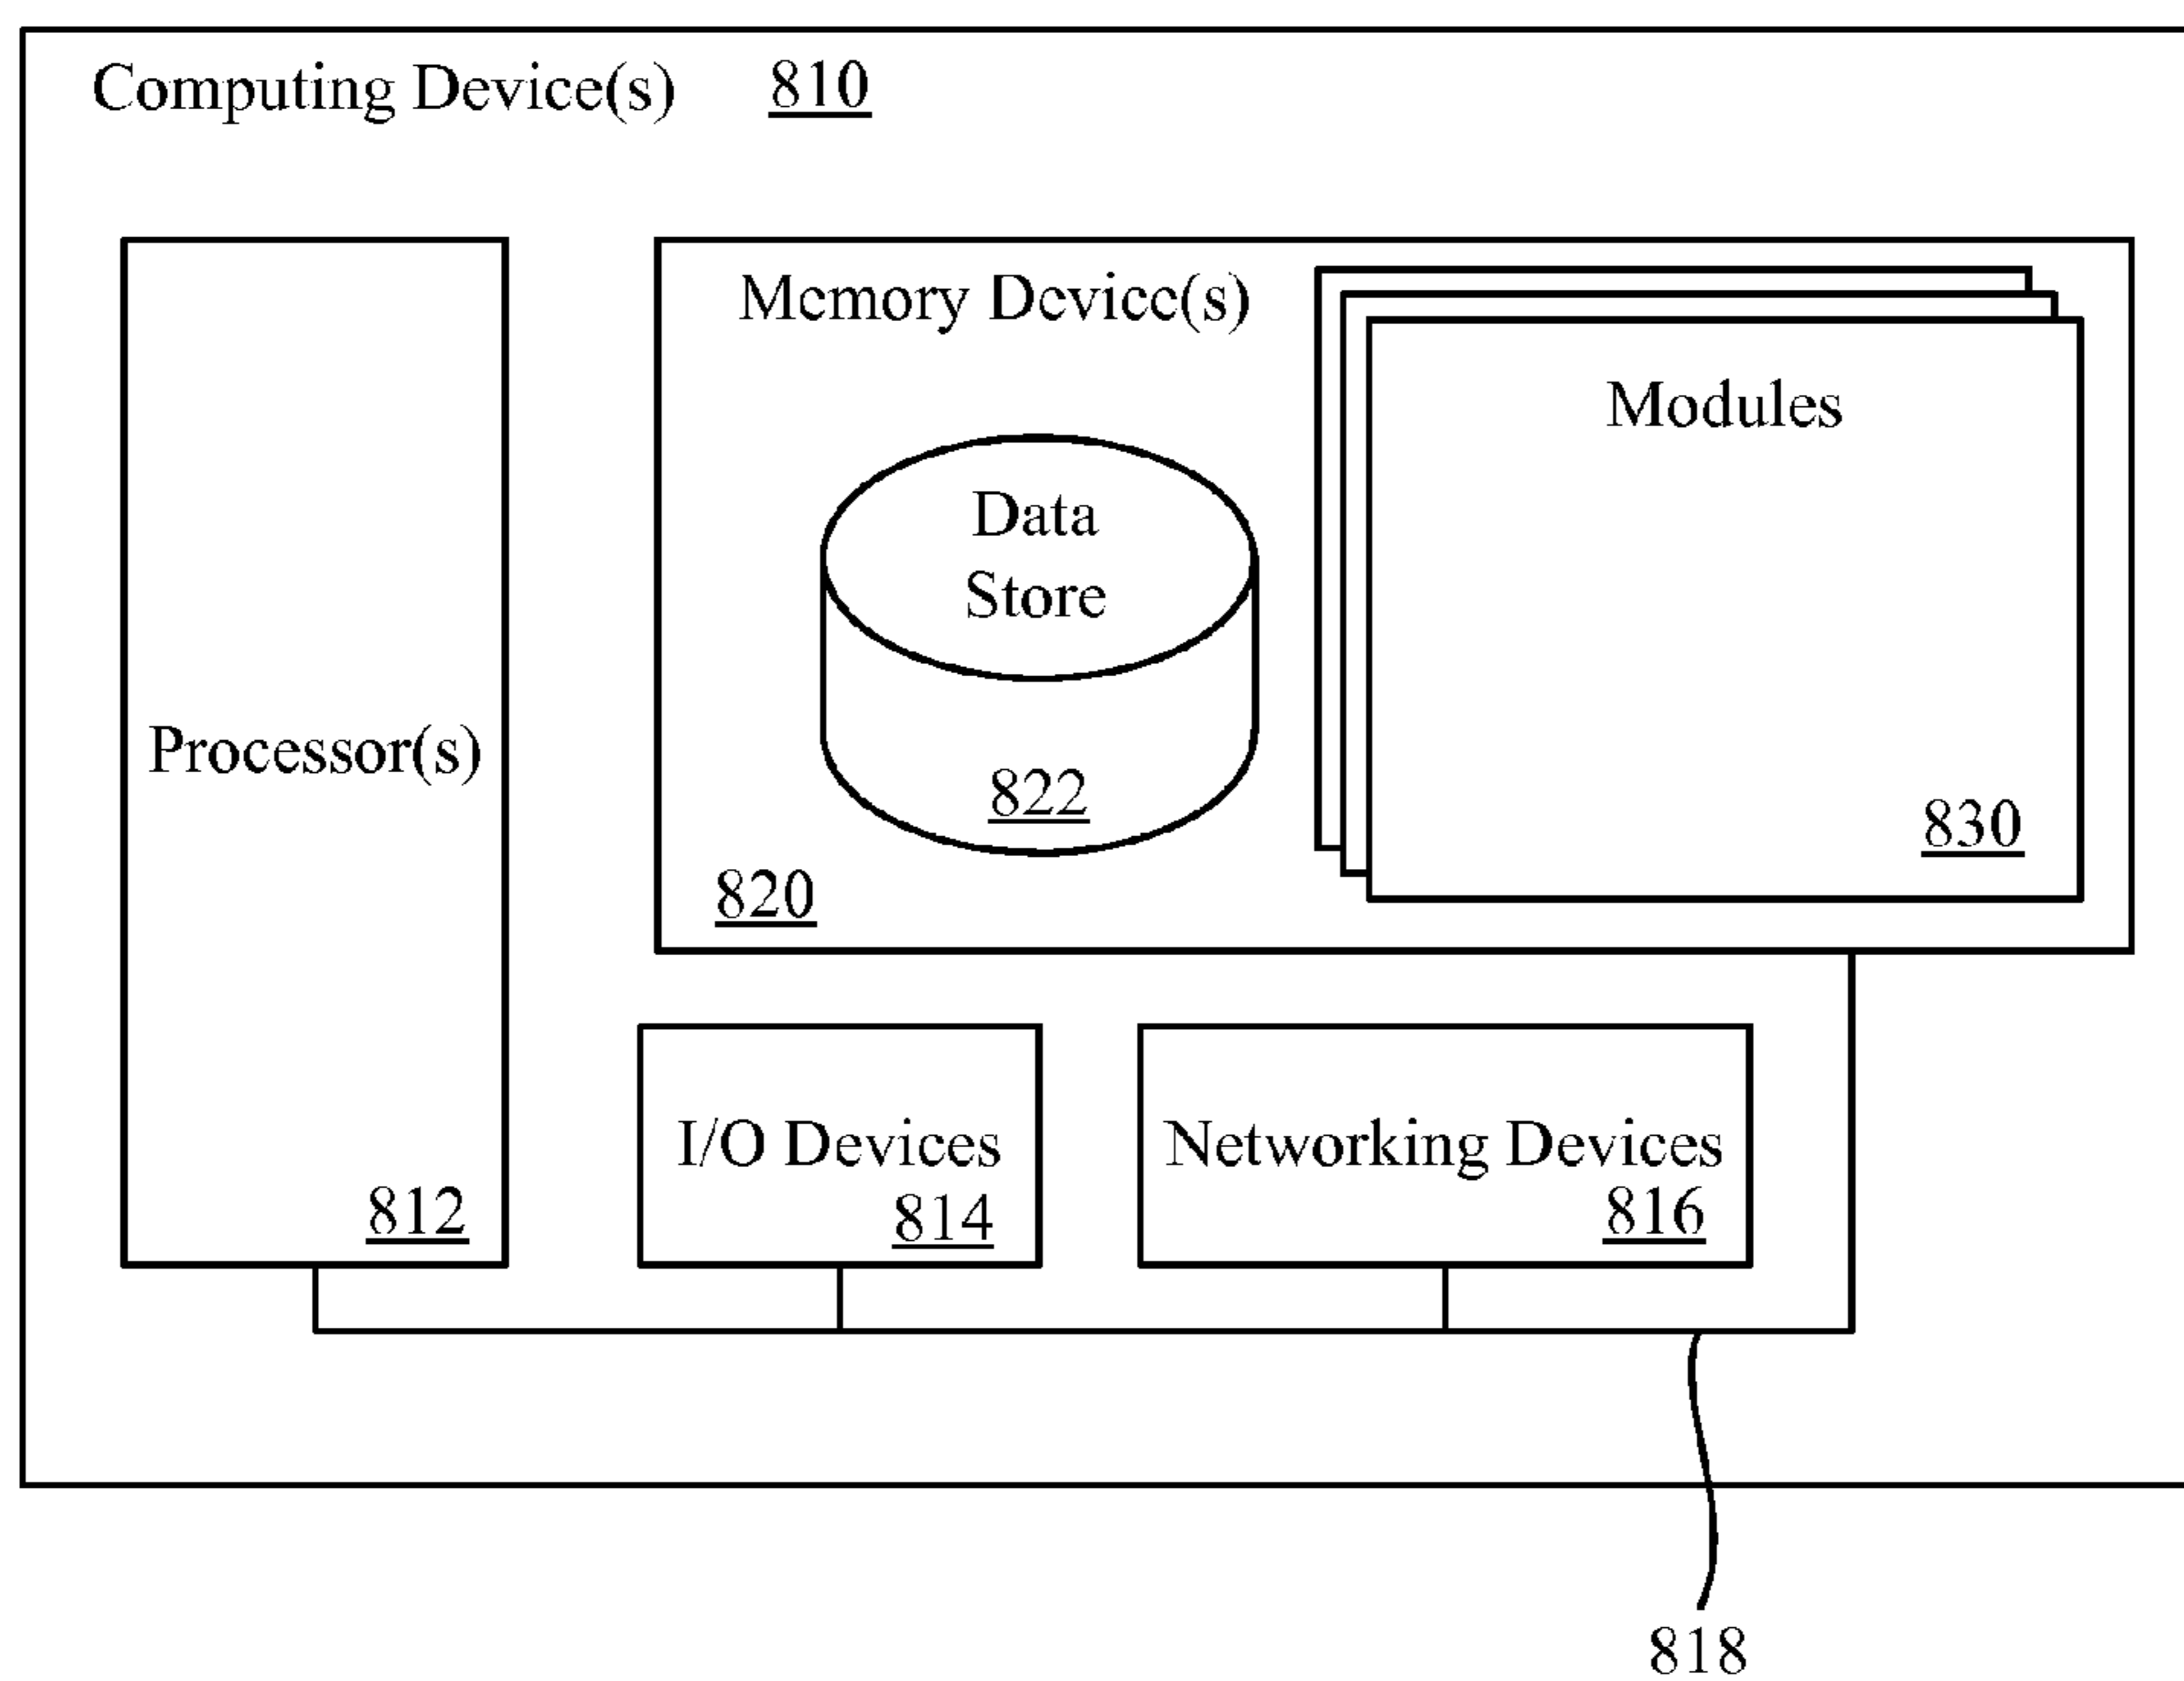 Computing Device(s) 810
Memory Device(s)
Modules
Data
Store
Processor(s)
822
830
820
I/O Devices
Networking Devices
812
814
816
818